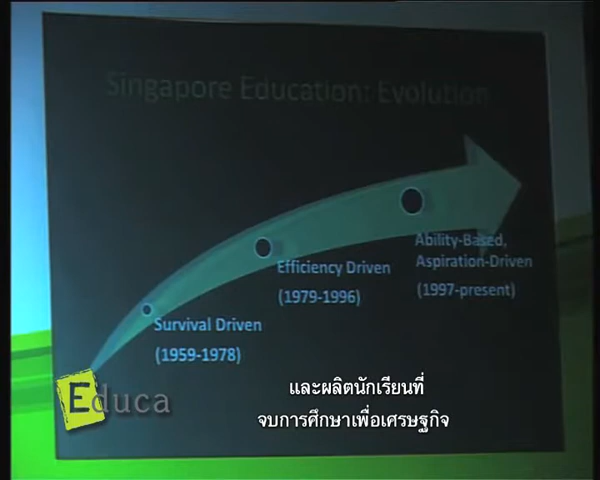 Singapore Education: Evolution
Ability-Based,
Aspiration-Driven
(1997-present)
Efficiency Driven
(1979-1996)
Survival Driven
(1959-1978)
Educa
และผลิตนักเรียนที่
จบการศึกษาเพื่อเศรษฐกิจ